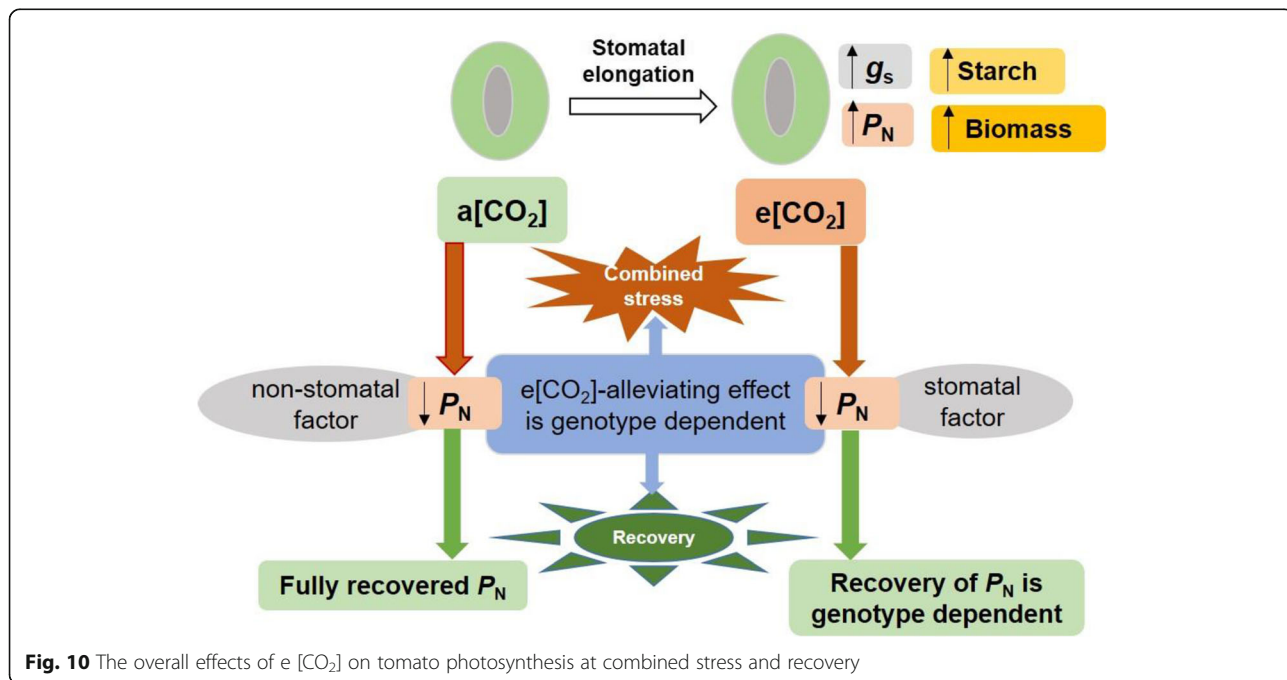 Stomatal
elongation
gₛ
Starch
P_N
Biomass
a[CO₂]
e[CO₂]
Combined
stress
non-stomatal
factor
P_N
e[CO₂]-alleviating effect
is genotype dependent
P_N
stomatal
factor
Recovery
Fully recovered P_N
Recovery of P_N is
genotype dependent
Fig. 10 The overall effects of e [CO₂] on tomato photosynthesis at combined stress and recovery